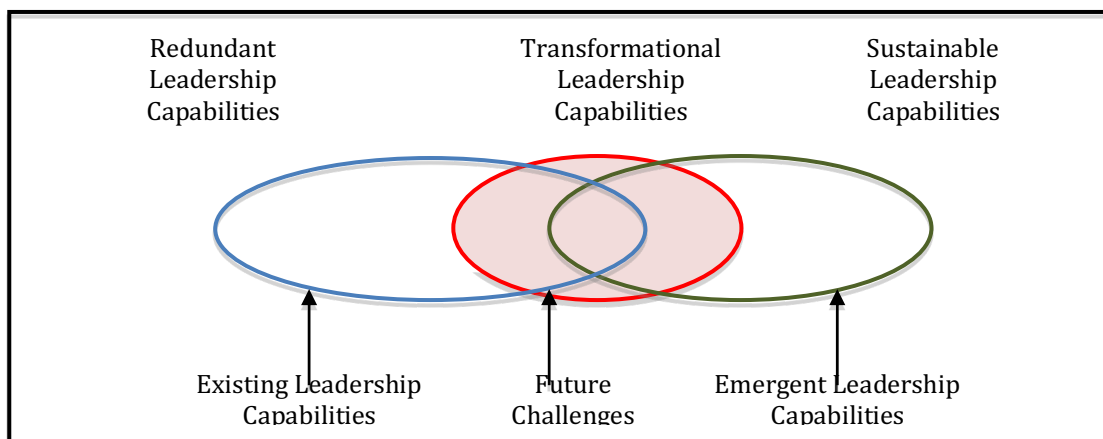 Redundant
Leadership
Capabilities
Transformational
Leadership
Capabilities
Sustainable
Leadership
Capabilities
Existing Leadership
Capabilities
Future
Challenges
Emergent Leadership
Capabilities